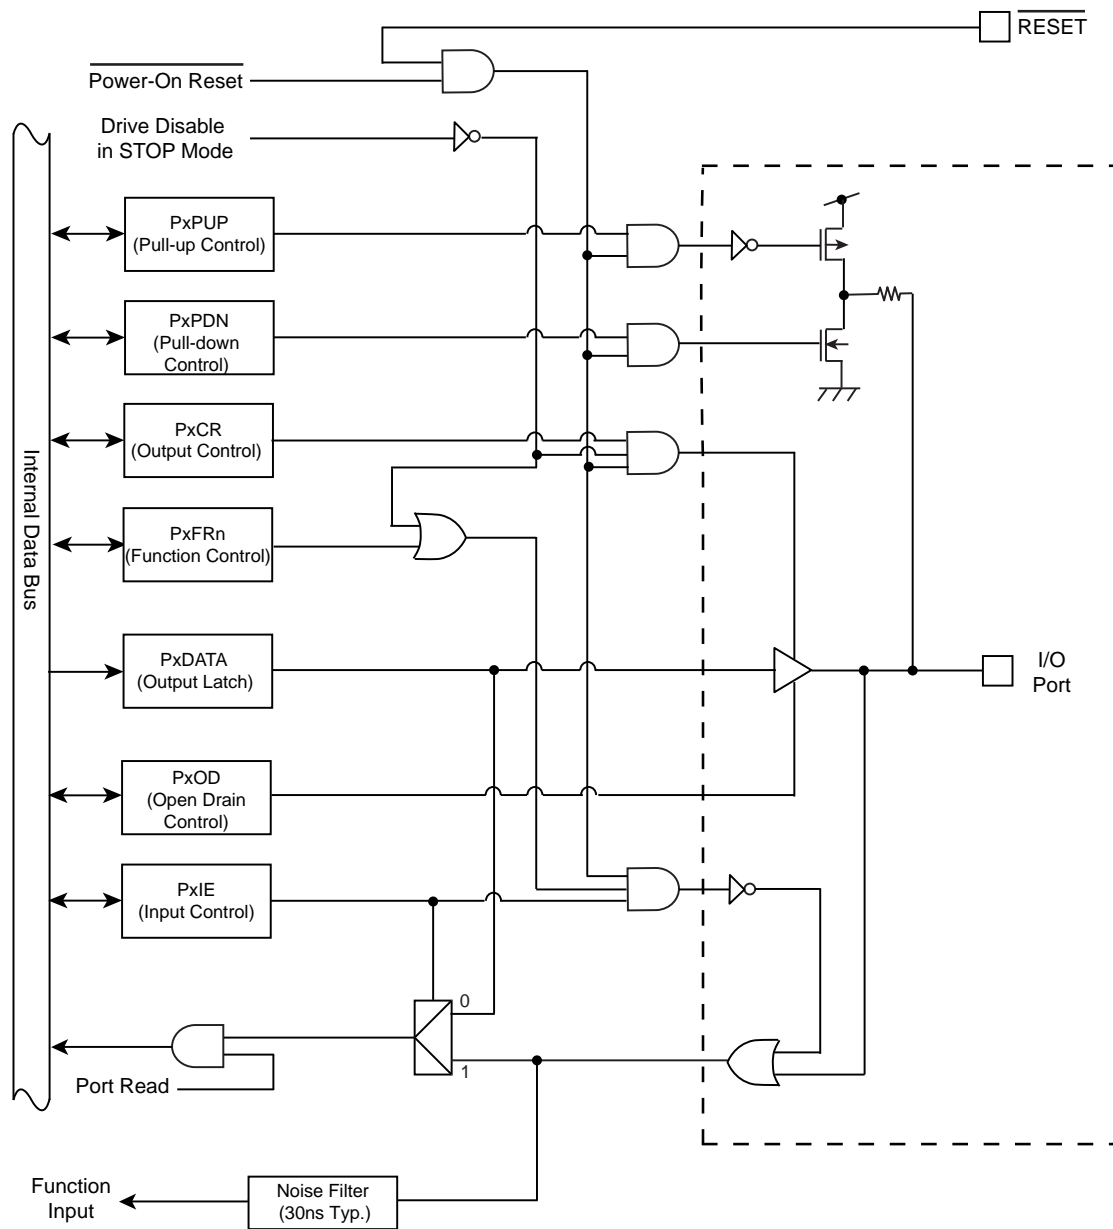 RESET
Power-On Reset
Drive Disable
in STOP Mode
PxPUP
(Pull-up Control)
PxPDN
(Pull-down
Control)
PxCR
(Output Control)
Internal Data Bus
PxFRn
(Function Control)
PxDATA
(Output Latch)
I/O
Port
PxOD
(Open Drain
Control)
PxIE
(Input Control)
0
1
Port Read
Function
Input
Noise Filter
(30ns Typ.)